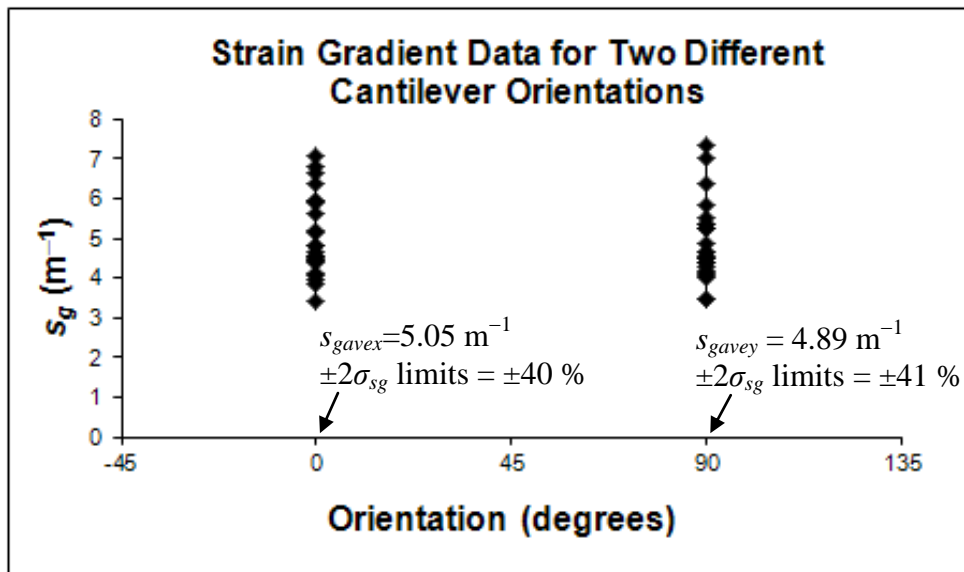 Strain Gradient Data for Two Different
Cantilever Orientations
8
7
6
5
4
3
2
1
0
s_g (m⁻¹)
s_gavex=5.05 m⁻¹
±2σ_sg limits = ±40 %
s_gavey = 4.89 m⁻¹
±2σ_sg limits = ±41 %
-45 0 45 90 135
Orientation (degrees)